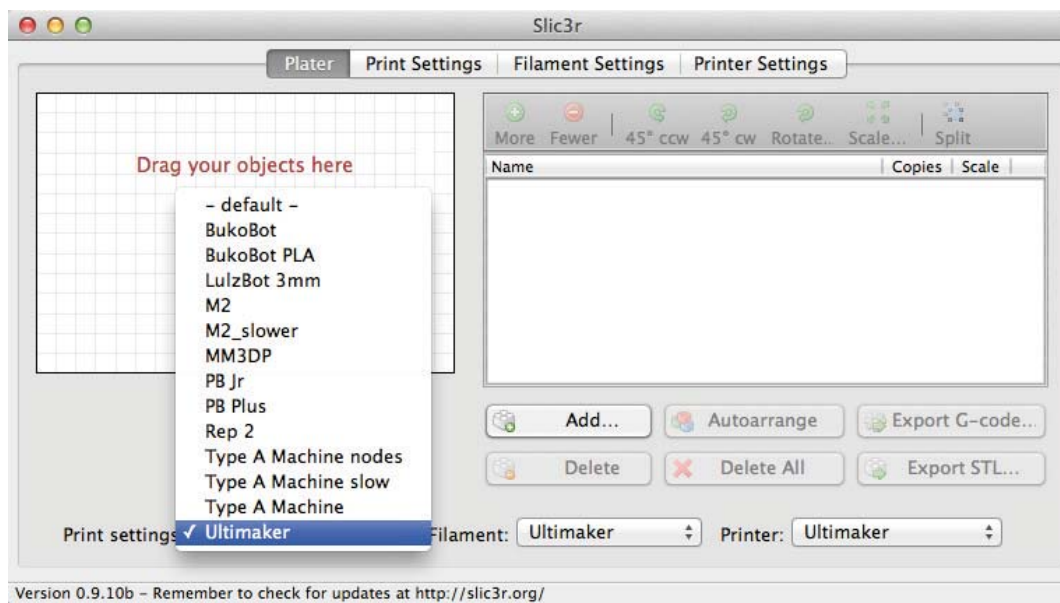 Slic3r
Plater Print Settings Filament Settings Printer Settings
Drag your objects here
More Fewer 45° ccw 45° cw Rotate... Scale... Split
Name Copies Scale
– default –
BukoBot
BukoBot PLA
LulzBot 3mm
M2
M2_slower
MM3DP
PB Jr
PB Plus
Rep 2
Type A Machine nodes
Type A Machine slow
Type A Machine
✓ Ultimaker
Add... Autoarrange Export G-code...
Delete Delete All Export STL...
Print settings Filament: Ultimaker Printer: Ultimaker
Version 0.9.10b – Remember to check for updates at http://slic3r.org/